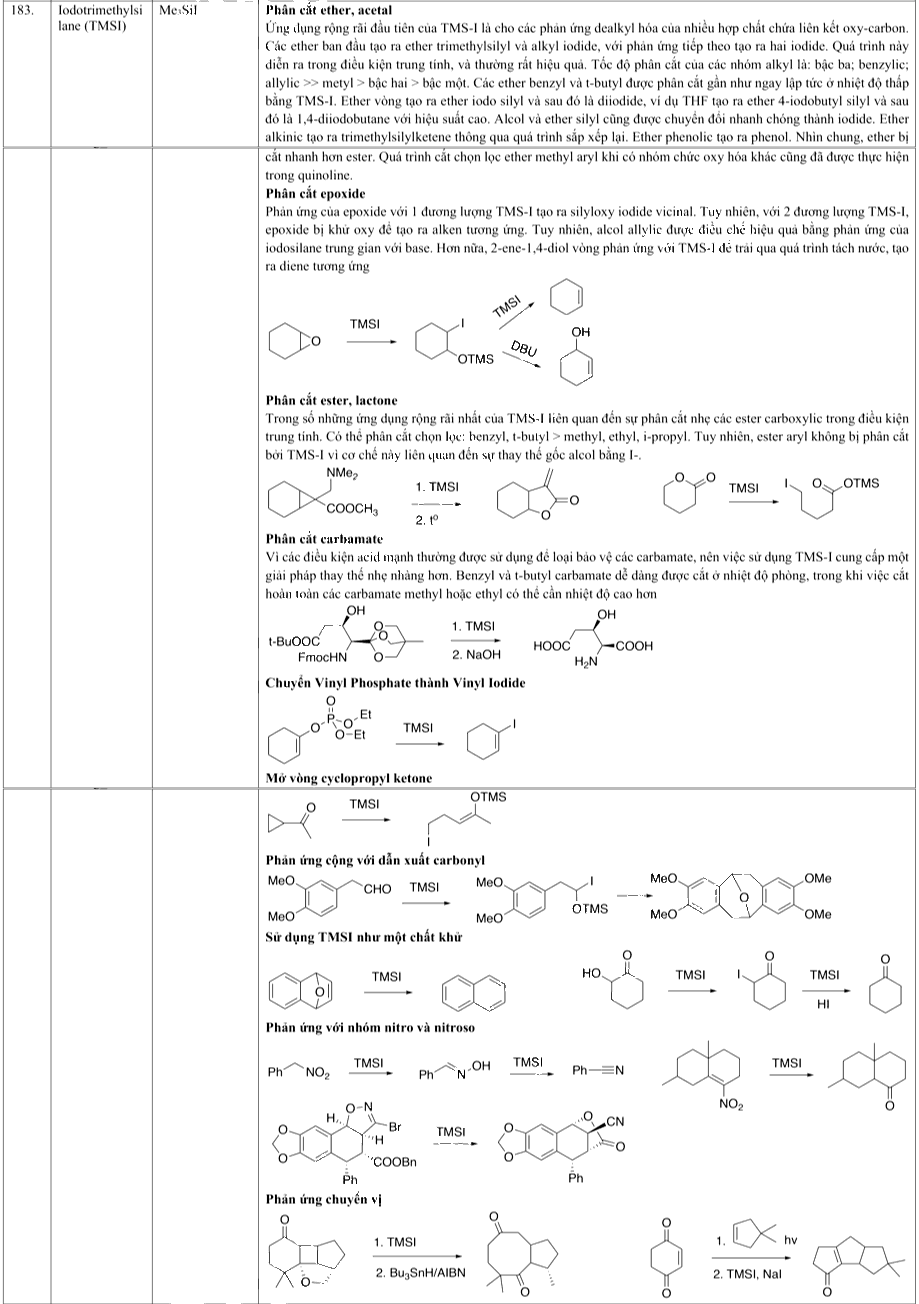 183.
Iodotrimethylsi
lane (TMSI)
Me₃SiI
Phân cắt ether, acetal
Ứng dụng rộng rãi đầu tiên của TMS-I là cho các phản ứng dealkyl hóa của nhiều hợp chất chứa liên kết oxy-carbon.
Các ether ban đầu tạo ra ether trimethylsilyl và alkyl iodide, với phản ứng tiếp theo tạo ra hai iodide. Quá trình này
diễn ra trong điều kiện trung tính, và thường rất hiệu quả. Tốc độ phân cắt của các nhóm alkyl là: bậc ba; benzylic;
allylic >> metyl > bậc hai > bậc một. Các ether benzyl và t-butyl được phân cắt gần như ngay lập tức ở nhiệt độ thấp
bằng TMS-I. Ether vòng tạo ra ether iodo silyl và sau đó là diiodide, ví dụ THF tạo ra ether 4-iodobutyl silyl và sau
đó là 1,4-diiodobutane với hiệu suất cao. Alcol và ether silyl cũng được chuyển đổi nhanh chóng thành iodide. Ether
alkinic tạo ra trimethylsilylketene thông qua quá trình sắp xếp lại. Ether phenolic tạo ra phenol. Nhìn chung, ether bị
cắt nhanh hơn ester. Quá trình cắt chọn lọc ether methyl aryl khi có nhóm chức oxy hóa khác cũng đã được thực hiện
trong quinoline.
Phân cắt epoxide
Phản ứng của epoxide với 1 đương lượng TMS-I tạo ra silyloxy iodide vicinal. Tuy nhiên, với 2 đương lượng TMS-I,
epoxide bị khử oxy để tạo ra alken tương ứng. Tuy nhiên, alcol allylic được điều chế hiệu quả bằng phản ứng của
iodosilane trung gian với base. Hơn nữa, 2-ene-1,4-diol vòng phản ứng với TMS-I dễ trải qua quá trình tách nước, tạo
ra diene tương ứng
O
TMSI
I
OTMS
TMSI
DBU
OH
Phân cắt ester, lactone
Trong số những ứng dụng rộng rãi nhất của TMS-I liên quan đến sự phân cắt nhẹ các ester carboxylic trong điều kiện
trung tính. Có thể phân cắt chọn lọc: benzyl, t-butyl > methyl, ethyl, i-propyl. Tuy nhiên, ester aryl không bị phân cắt
bởi TMS-I vì cơ chế này liên quan đến sự thay thế gốc alcol bằng I-.
NMe₂
COOCH₃
1. TMSI
2. tº
O
O
O
O
TMSI
I
O
OTMS
Phân cắt carbamate
Vì các điều kiện acid mạnh thường được sử dụng để loại bảo vệ các carbamate, nên việc sử dụng TMS-I cung cấp một
giải pháp thay thế nhẹ nhàng hơn. Benzyl và t-butyl carbamate dễ dàng được cắt ở nhiệt độ phòng, trong khi việc cắt
hoàn toàn các carbamate methyl hoặc ethyl có thể cần nhiệt độ cao hơn
OH
t-BuOOC
FmocHN
O
O
O
1. TMSI
2. NaOH
OH
HOOC
COOH
H₂N
Chuyển Vinyl Phosphate thành Vinyl Iodide
O
O
P
O
Et
O-Et
TMSI
I
Mở vòng cyclopropyl ketone
O
TMSI
OTMS
I
Phản ứng cộng với dẫn xuất carbonyl
MeO
MeO
CHO
TMSI
MeO
MeO
I
OTMS
MeO
MeO
O
OMe
OMe
Sử dụng TMSI như một chất khử
O
TMSI
HO
O
TMSI
I
O
TMSI
HI
O
Phản ứng với nhóm nitro và nitroso
Ph
NO₂
TMSI
Ph
N
OH
TMSI
Ph
N
NO₂
TMSI
O
O
O
H
O-N
Br
H
COOBn
Ph
TMSI
O
O
O
CN
O
Ph
Phản ứng chuyển vị
O
O
1. TMSI
2. Bu₃SnH/AIBN
O
O
O
O
1.
hv
2. TMSI, NaI
O